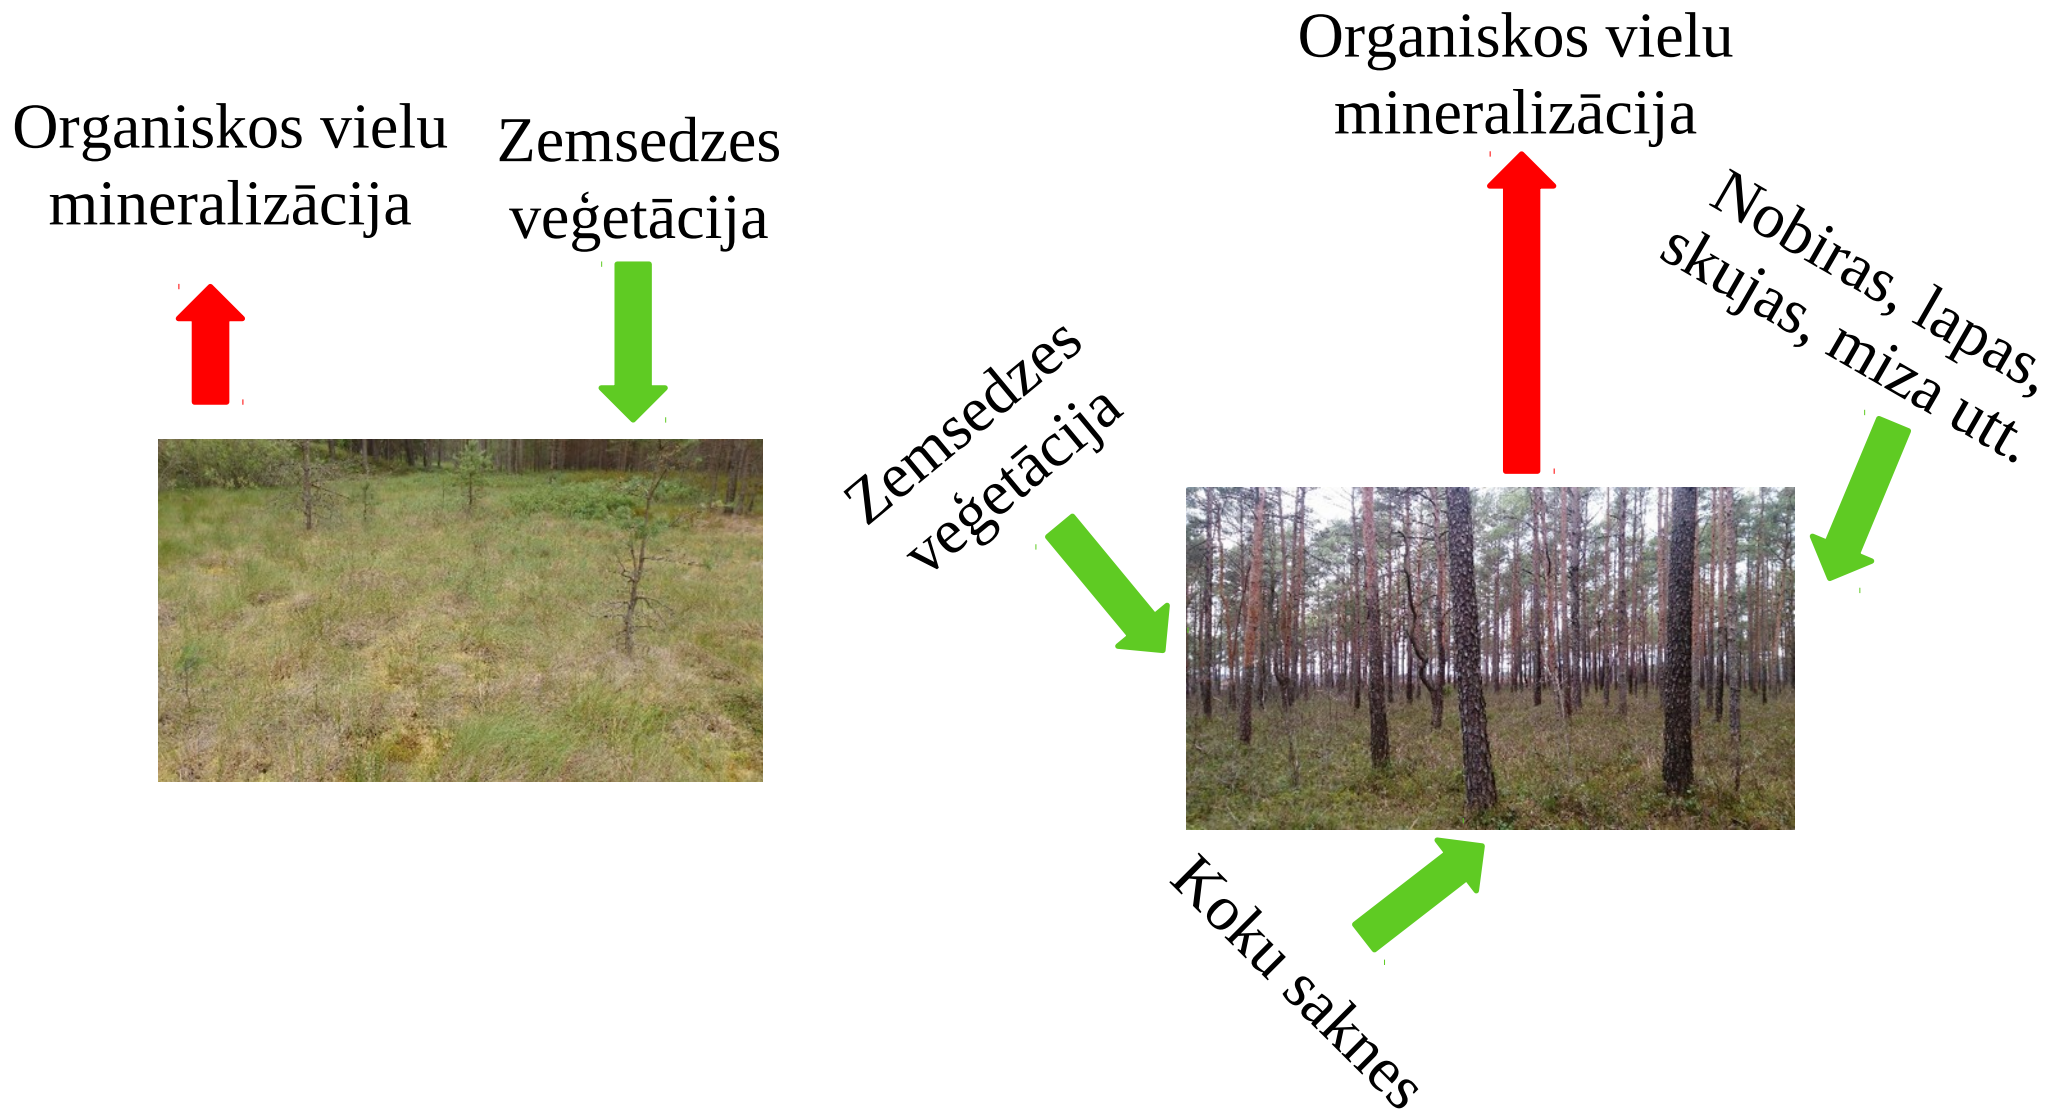 Organiskos vielu
mineralizācija
Zemsedzes
veģetācija
Organiskos vielu
mineralizācija
Nobiras, lapas,
skujas, miza utt.
Zemsedzes
veģetācija
Koku saknes